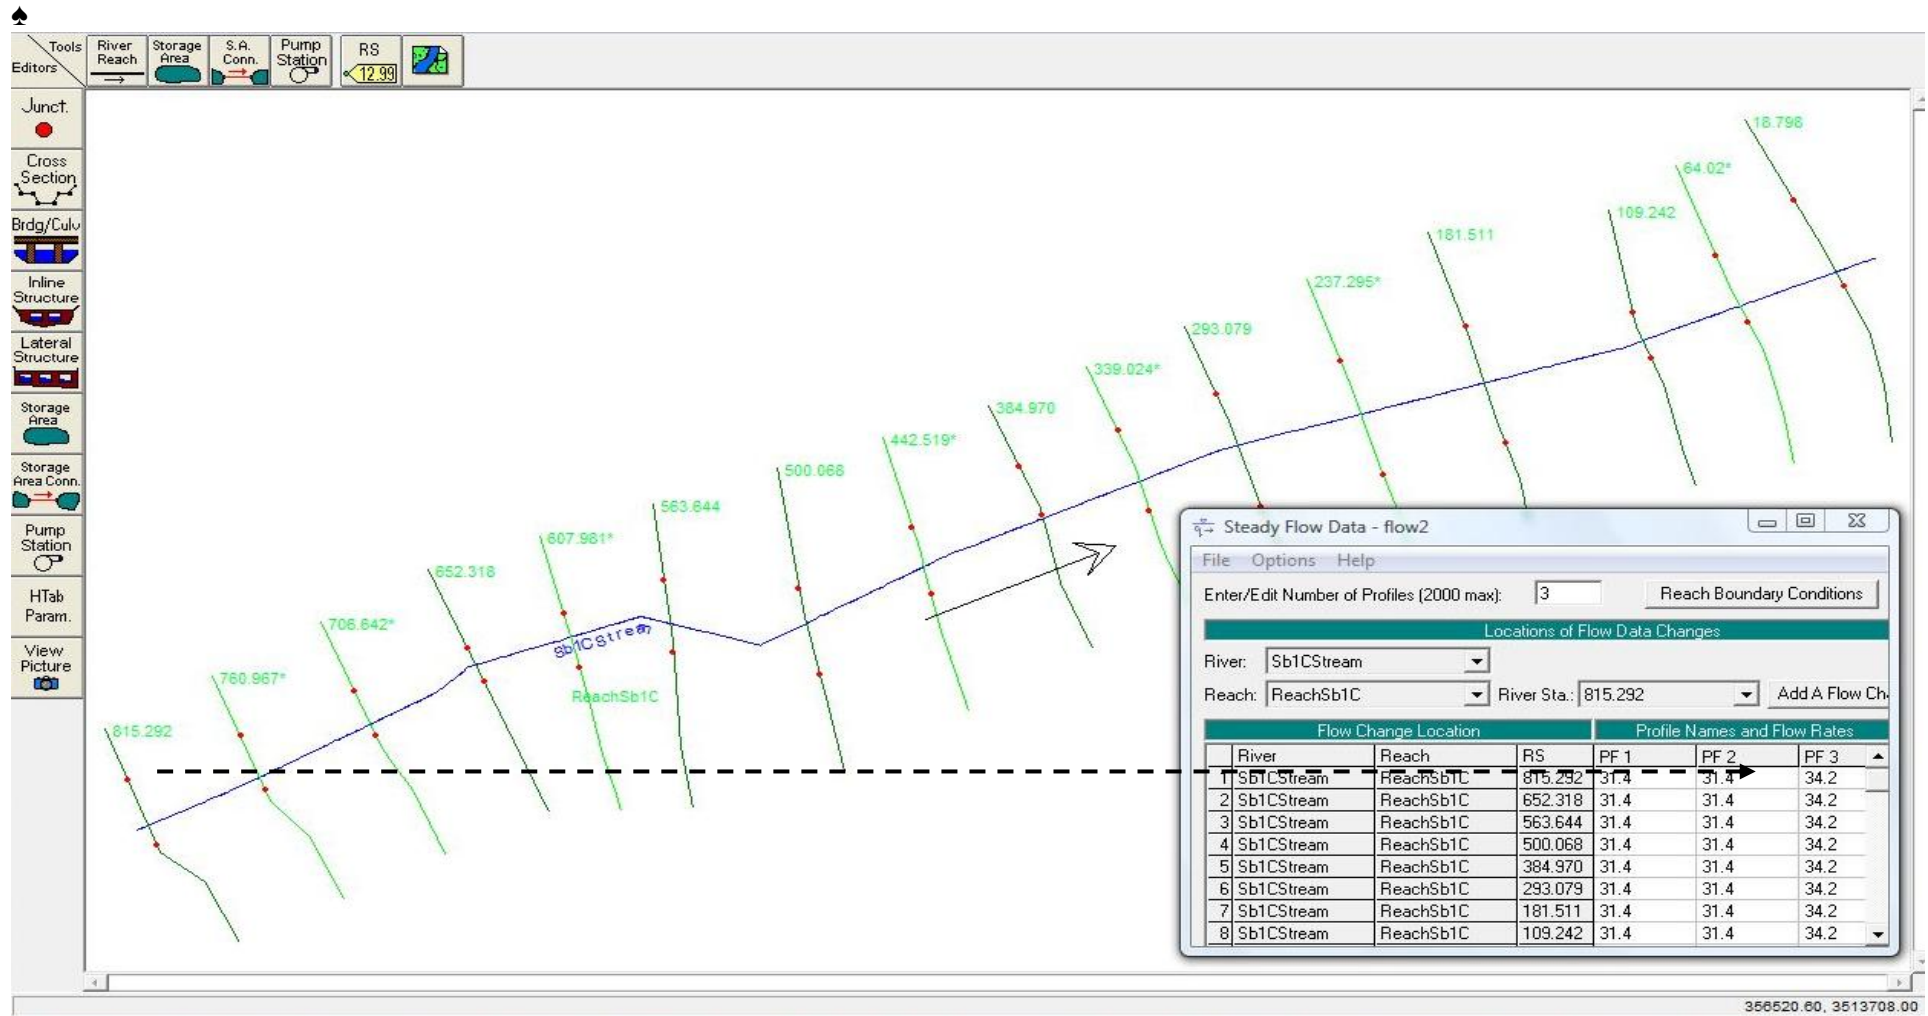 ♠
Tools
Editors
River Reach
Storage Area
S.A. Conn.
Pump Station
RS
12.99
Junct.
Cross Section
Brdg/Culv
Inline Structure
Lateral Structure
Storage Area
Storage Area Conn.
Pump Station
HTab Param.
View Picture
18.798
64.02*
109.242
181.511
237.295*
293.079
339.024*
384.970
442.519*
500.068
563.644
607.981*
652.318
706.642*
760.967*
815.292
Sb1CStream
ReachSb1C
Steady Flow Data - flow2
File Options Help
Enter/Edit Number of Profiles (2000 max): 3 Reach Boundary Conditions
Locations of Flow Data Changes
River: Sb1CStream
Reach: ReachSb1C River Sta.: 815.292 Add A Flow Ch
Flow Change Location Profile Names and Flow Rates
River Reach RS PF 1 PF 2 PF 3
1 Sb1CStream ReachSb1C 815.292 31.4 31.4 34.2
2 Sb1CStream ReachSb1C 652.318 31.4 31.4 34.2
3 Sb1CStream ReachSb1C 563.644 31.4 31.4 34.2
4 Sb1CStream ReachSb1C 500.068 31.4 31.4 34.2
5 Sb1CStream ReachSb1C 384.970 31.4 31.4 34.2
6 Sb1CStream ReachSb1C 293.079 31.4 31.4 34.2
7 Sb1CStream ReachSb1C 181.511 31.4 31.4 34.2
8 Sb1CStream ReachSb1C 109.242 31.4 31.4 34.2
356520.60, 3513708.00